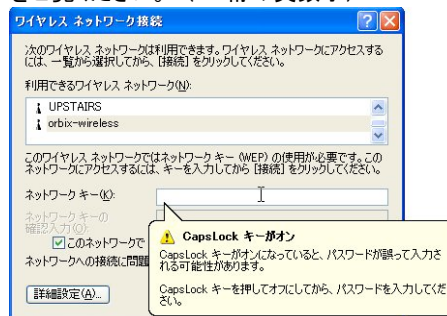 ワイヤレス ネットワーク接続
次のワイヤレス ネットワークは利用できます。ワイヤレス ネットワークにアクセスする
には、一覧から選択してから、[接続] をクリックしてください。
利用できるワイヤレス ネットワーク(N):
UPSTAIRS
orbix-wireless
このワイヤレス ネットワークではネットワーク キー (WEP) の使用が必要です。この
ネットワークにアクセスするには、キーを入力してから [接続] をクリックしてください。
ネットワーク キー(K):
ネットワーク キーの
確認入力(O):
このネットワークで
ネットワークへの接続に問題
詳細設定(A)...
CapsLock キーがオン
CapsLock キーがオンになっていると、パスワードが誤って入力さ
れる可能性があります。
CapsLock キーを押してオフにしてから、パスワードを入力してくだ
さい。